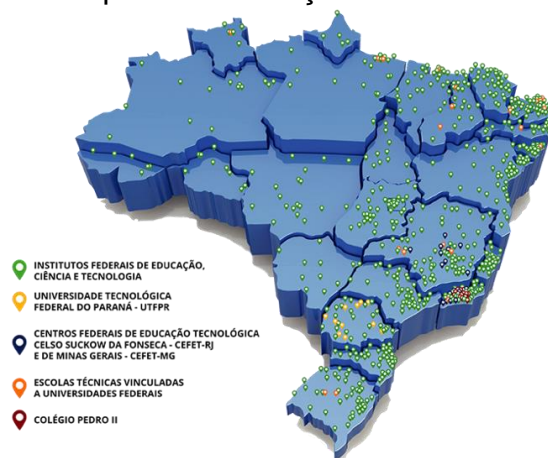 INSTITUTOS FEDERAIS DE EDUCAÇÃO,
CIÊNCIA E TECNOLOGIA
UNIVERSIDADE TECNOLÓGICA
FEDERAL DO PARANÁ - UTFPR
CENTROS FEDERAIS DE EDUCAÇÃO TECNOLÓGICA
CELSO SUCKOW DA FONSECA - CEFET-RJ
E DE MINAS GERAIS - CEFET-MG
ESCOLAS TÉCNICAS VINCULADAS
A UNIVERSIDADES FEDERAIS
COLÉGIO PEDRO II